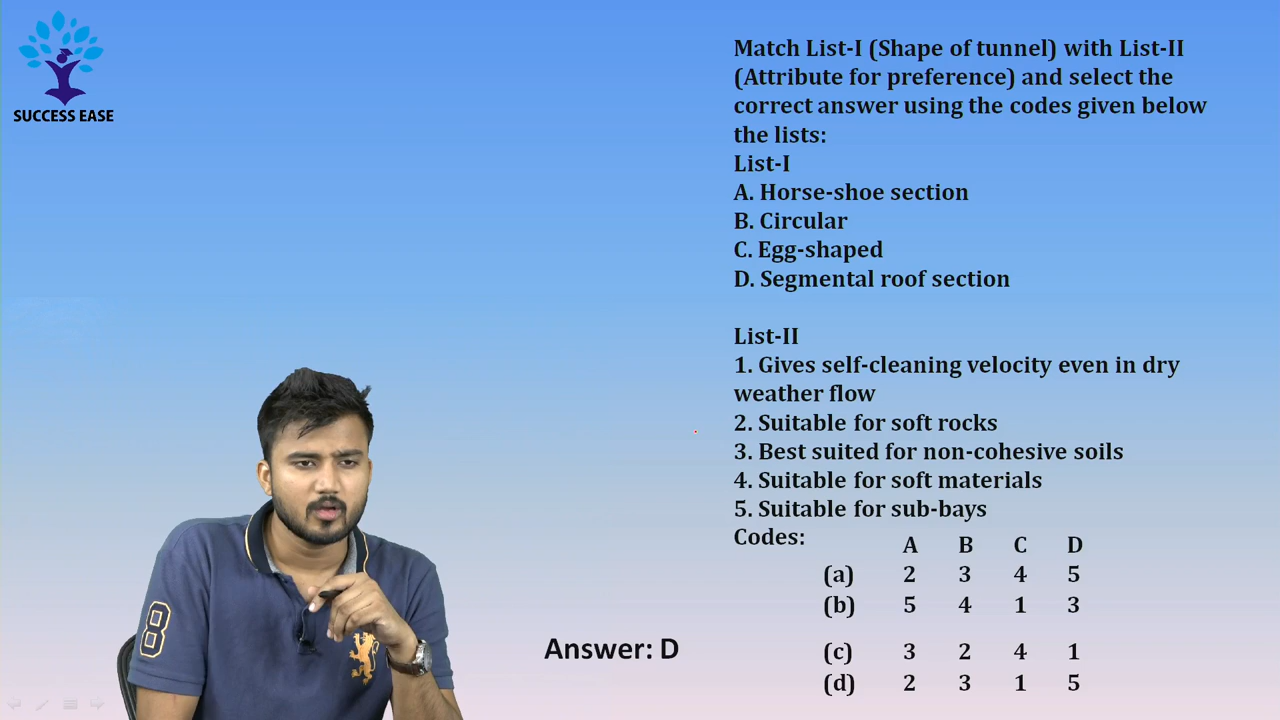 SUCCESS EASE
Match List-I (Shape of tunnel) with List-II
(Attribute for preference) and select the
correct answer using the codes given below
the lists:
List-I
A. Horse-shoe section
B. Circular
C. Egg-shaped
D. Segmental roof section
List-II
1. Gives self-cleaning velocity even in dry
weather flow
2. Suitable for soft rocks
3. Best suited for non-cohesive soils
4. Suitable for soft materials
5. Suitable for sub-bays
Codes:
A B C D
(a) 2 3 4 5
(b) 5 4 1 3
(c) 3 2 4 1
(d) 2 3 1 5
Answer: D
8